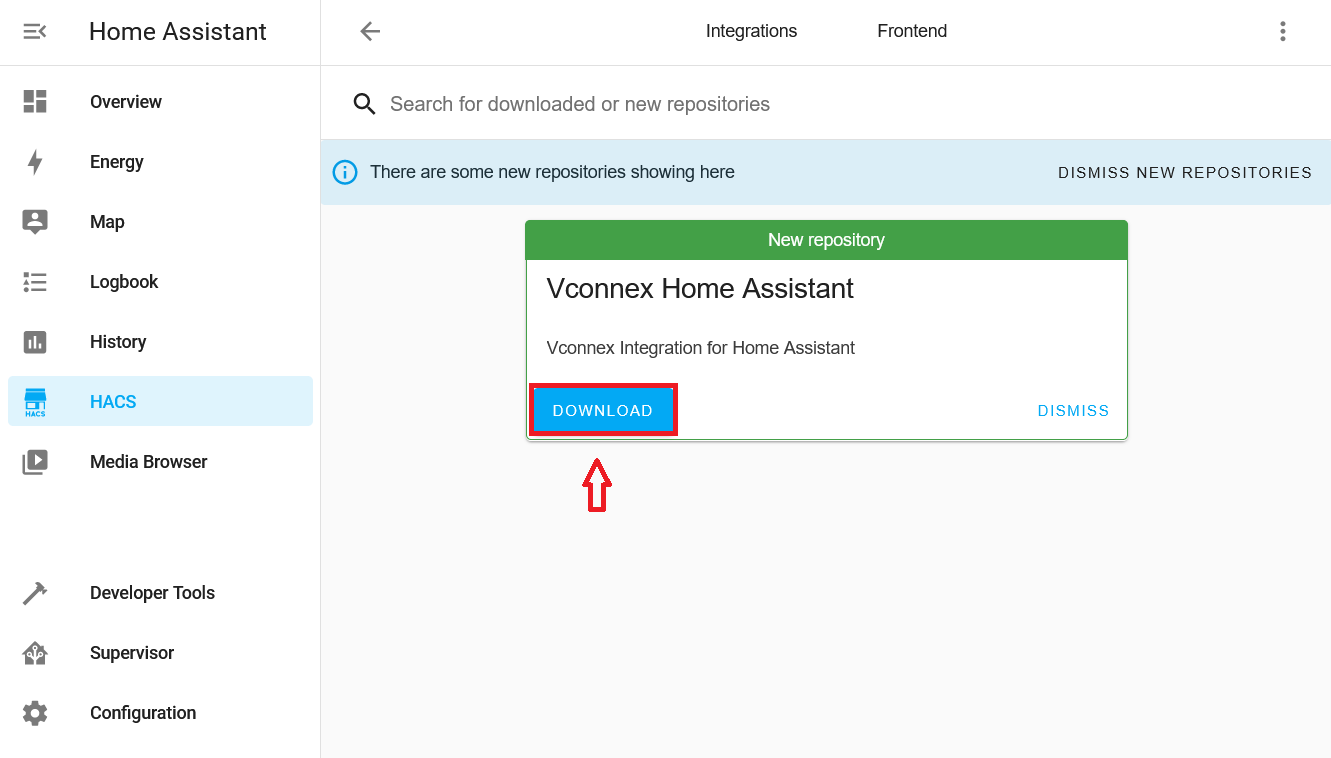 Home Assistant
Integrations
Frontend
Overview
Energy
Map
Logbook
History
HACS
HACS
Media Browser
Developer Tools
Supervisor
Configuration
Search for downloaded or new repositories
There are some new repositories showing here
DISMISS NEW REPOSITORIES
New repository
Vconnex Home Assistant
Vconnex Integration for Home Assistant
DOWNLOAD
DISMISS